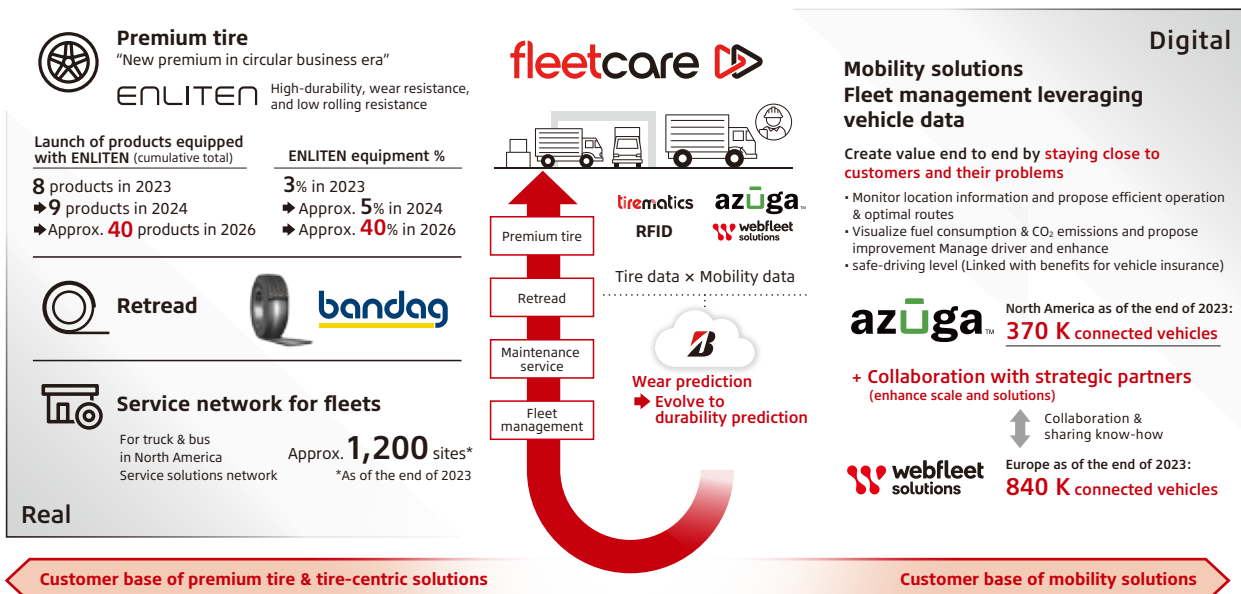 Premium tire
“New premium in circular business era”
ENLITEN
High-durability, wear resistance,
and low rolling resistance
Launch of products equipped
with ENLITEN (cumulative total)
8 products in 2023
➡9 products in 2024
➡Approx. 40 products in 2026
ENLITEN equipment %
3% in 2023
➡ Approx. 5% in 2024
➡ Approx. 40% in 2026
Retread
bandag
Service network for fleets
For truck & bus
in North America
Service solutions network
Approx. 1,200 sites*
*As of the end of 2023
Real
fleetcare
Premium tire
Retread
Maintenance
service
Fleet
management
tirematics
azūga™
RFID
webfleet
solutions
Tire data × Mobility data
B
Wear prediction
➡ Evolve to
durability prediction
Digital
Mobility solutions
Fleet management leveraging
vehicle data
Create value end to end by staying close to
customers and their problems
・Monitor location information and propose efficient operation
& optimal routes
・Visualize fuel consumption & CO₂ emissions and propose
improvement Manage driver and enhance
・safe-driving level (Linked with benefits for vehicle insurance)
azūga™
North America as of the end of 2023:
370 K connected vehicles
+ Collaboration with strategic partners
(enhance scale and solutions)
Collaboration &
sharing know-how
webfleet
solutions
Europe as of the end of 2023:
840 K connected vehicles
Customer base of premium tire & tire-centric solutions
Customer base of mobility solutions